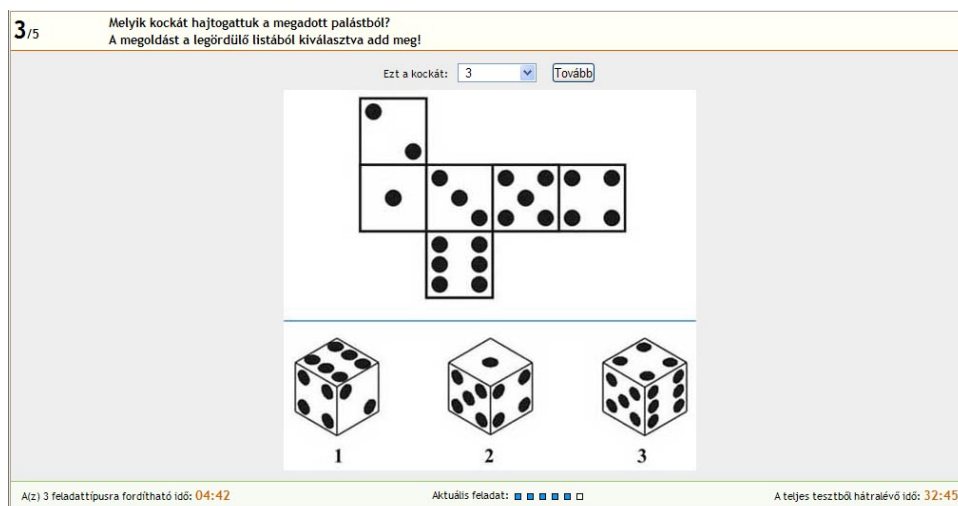 3/5
Melyik kockát hajtogattuk a megadott palástból?
A megoldást a legördülő listából kiválasztva add meg!
Ezt a kockát: 3 Tovább
1 2 3
A(z) 3 feladattípusra fordítható idő: 04:42 Aktuális feladat: A teljes tesztből hátralévő idő: 32:45